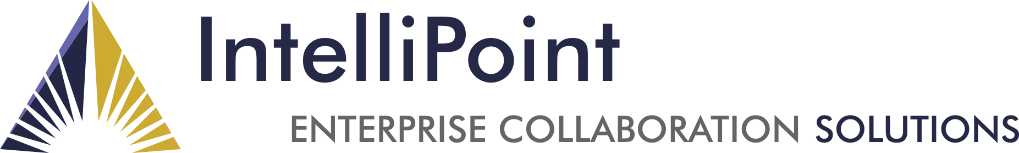 IntelliPoint
ENTERPRISE COLLABORATION SOLUTIONS